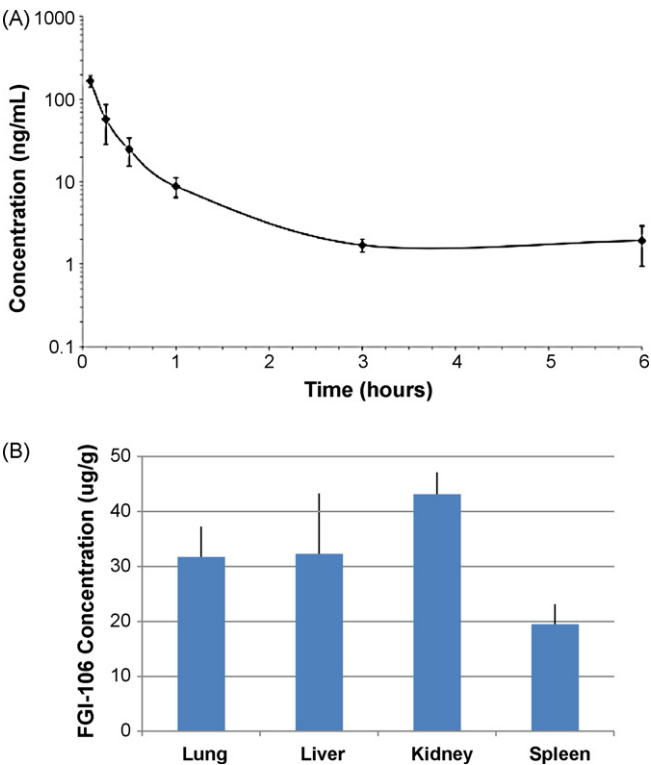 (A)
Concentration (ng/mL)
1000
100
10
1
0.1
0 1 2 3 4 5 6
Time (hours)
(B)
FGI-106 Concentration (ug/g)
50
40
30
20
10
0
Lung Liver Kidney Spleen